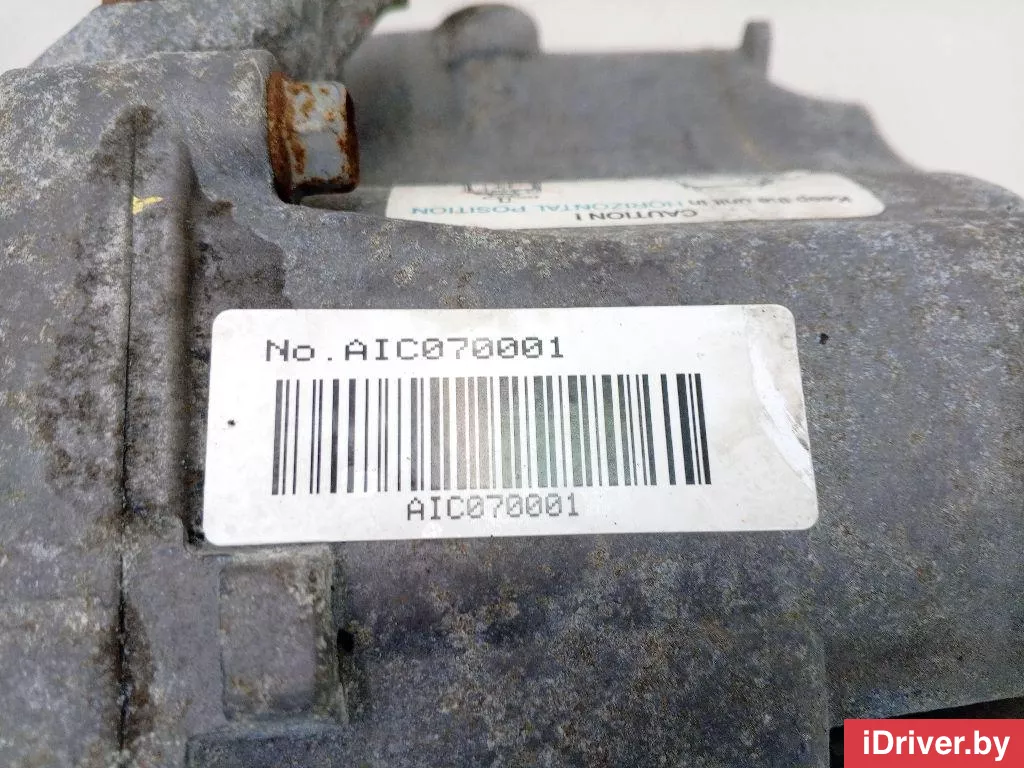 CAUTION !
Keep the unit in HORIZONTAL POSITION
No.AIC070001
AIC070001
iDriver.by